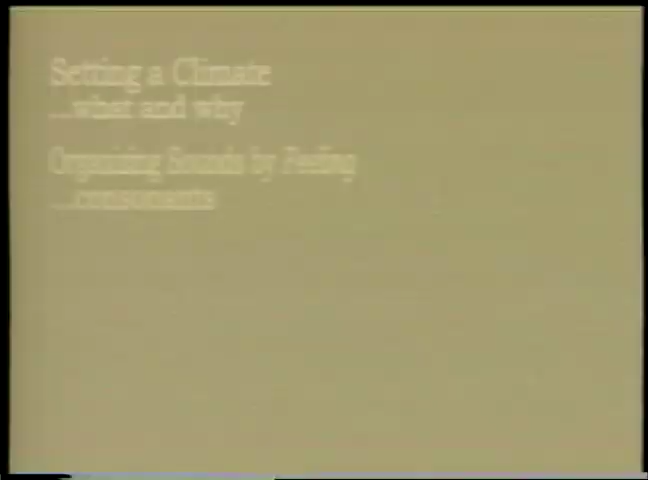 Setting a Climate
...what and why
Organizing Sounds by Feeling
...consonants